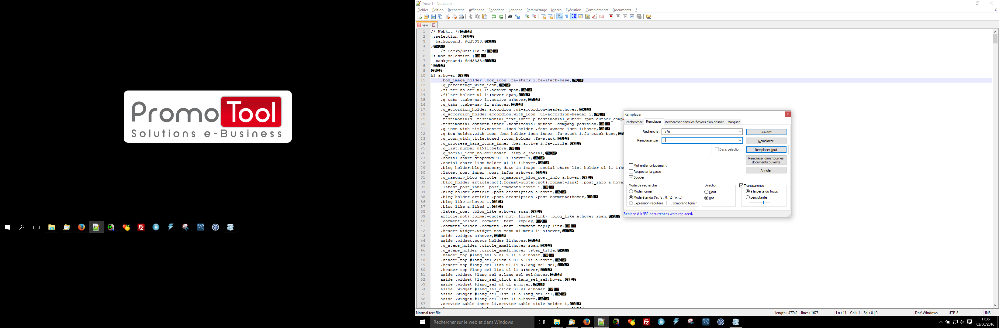 Promo Tool
Solutions e-Business
*new 1 - Notepad++
Fichier Édition Recherche Affichage Encodage Langage Paramétrage Macro Exécution Compléments Documents ? X
new 1
1 /* Webkit */CRLF
2 ::selection {CRLF
3 background: #dd3333;CRLF
4 }CRLF
5 /* Gecko/Mozilla */CRLF
6 ::-moz-selection {CRLF
7 background: #dd3333;CRLF
8 }CRLF
9 CRLF
10 h1 a:hover,CRLF
11 .box_image_holder .box_icon .fa-stack i.fa-stack-base,CRLF
12 .q_percentage_with_icon,CRLF
13 .filter_holder ul li.active span,CRLF
14 .filter_holder ul li:hover span,CRLF
15 .q_tabs .tabs-nav li.active a:hover,CRLF
16 .q_tabs .tabs-nav li a:hover,CRLF
17 .q_accordion_holder.accordion .ui-accordion-header:hover,CRLF
18 .q_accordion_holder.accordion.with_icon .ui-accordion-header i,CRLF
19 .testimonials .testimonial_text_inner p.testimonial_author span.author_comp
20 .testimonial_content_inner .testimonial_author .company_position,CRLF
21 .q_icon_with_title.center .icon_holder .font_awsome_icon i:hover,CRLF
22 .q_box_holder.with_icon .box_holder_icon_inner .fa-stack i.fa-stack-base,CRLF
23 .q_icon_with_title.boxed .icon_holder .fa-stack,CRLF
24 .q_progress_bars_icons_inner .bar.active i.fa-circle,CRLF
25 .q_list.number ul>li:before,CRLF
26 .q_social_icon_holder:hover .simple_social,CRLF
27 .social_share_dropdown ul li :hover i,CRLF
28 .social_share_list_holder ul li i:hover,CRLF
29 .blog_holder.blog_masonry_date_in_image .social_share_list_holder ul li i:h
30 .latest_post_inner .post_infos a:hover,CRLF
31 .q_masonry_blog article .q_masonry_blog_post_info a:hover,CRLF
32 .blog_holder article:not(.format-quote):not(.format-link) .post_info a:hove
33 .latest_post_inner .post_comments:hover i,CRLF
34 .blog_holder article .post_description a:hover,CRLF
35 .blog_holder article .post_description .post_comments:hover,CRLF
36 .blog_like a:hover i,CRLF
37 .blog_like a.liked i,CRLF
38 .latest_post .blog_like a:hover span,CRLF
39 article:not(.format-quote):not(.format-link) .blog_like a:hover span,CRLF
40 .comment_holder .comment .text .replay,CRLF
41 .comment_holder .comment .text .comment-reply-link,CRLF
42 .header-widget.widget_nav_menu ul.menu li a:hover,CRLF
43 aside .widget a:hover,CRLF
44 aside .widget.posts_holder li:hover,CRLF
45 .q_steps_holder .circle_small:hover span,CRLF
46 .q_steps_holder .circle_small:hover .step_title,CRLF
47 .header_top #lang_sel > ul > li > a:hover,CRLF
48 .header_top #lang_sel_click > ul > li> a:hover,CRLF
49 .header_top #lang_sel_list ul li a.lang_sel_sel,CRLF
50 .header_top #lang_sel_list ul li a:hover,CRLF
51 aside .widget #lang_sel a.lang_sel_sel:hover,CRLF
52 aside .widget #lang_sel_click a.lang_sel_sel:hover,CRLF
53 aside .widget #lang_sel ul ul a:hover,CRLF
54 aside .widget #lang_sel_click ul ul a:hover,CRLF
55 aside .widget #lang_sel_list li a.lang_sel_sel,CRLF
56 aside .widget #lang_sel_list li a:hover,CRLF
57 .service_table_inner li.service_table_title_holder i,CRLF
Remplacer
Rechercher Remplacer Rechercher dans les fichiers d'un dossier Marquer
Recherche : ,\r\n Suivant
Remplacer par : , Remplacer
Dans sélection Remplacer tout
Remplacer dans tous les
documents ouverts
Annuler
Mot entier uniquement
Respecter la casse
Boucler
Mode de recherche Direction Transparence
Mode normal Haut à la perte du focus
Mode étendu (\n, \r, \t, \0, \x...) Bas persistante
Expression régulière . comprend ligne r
Replace All: 552 occurrences were replaced.
Normal text file length : 47742 lines : 1675 Ln : 11 Col : 1 Sel : 0 | 0 Dos\Windows UTF-8 INS
Rechercher sur le web et dans Windows
11:36
02/06/2016